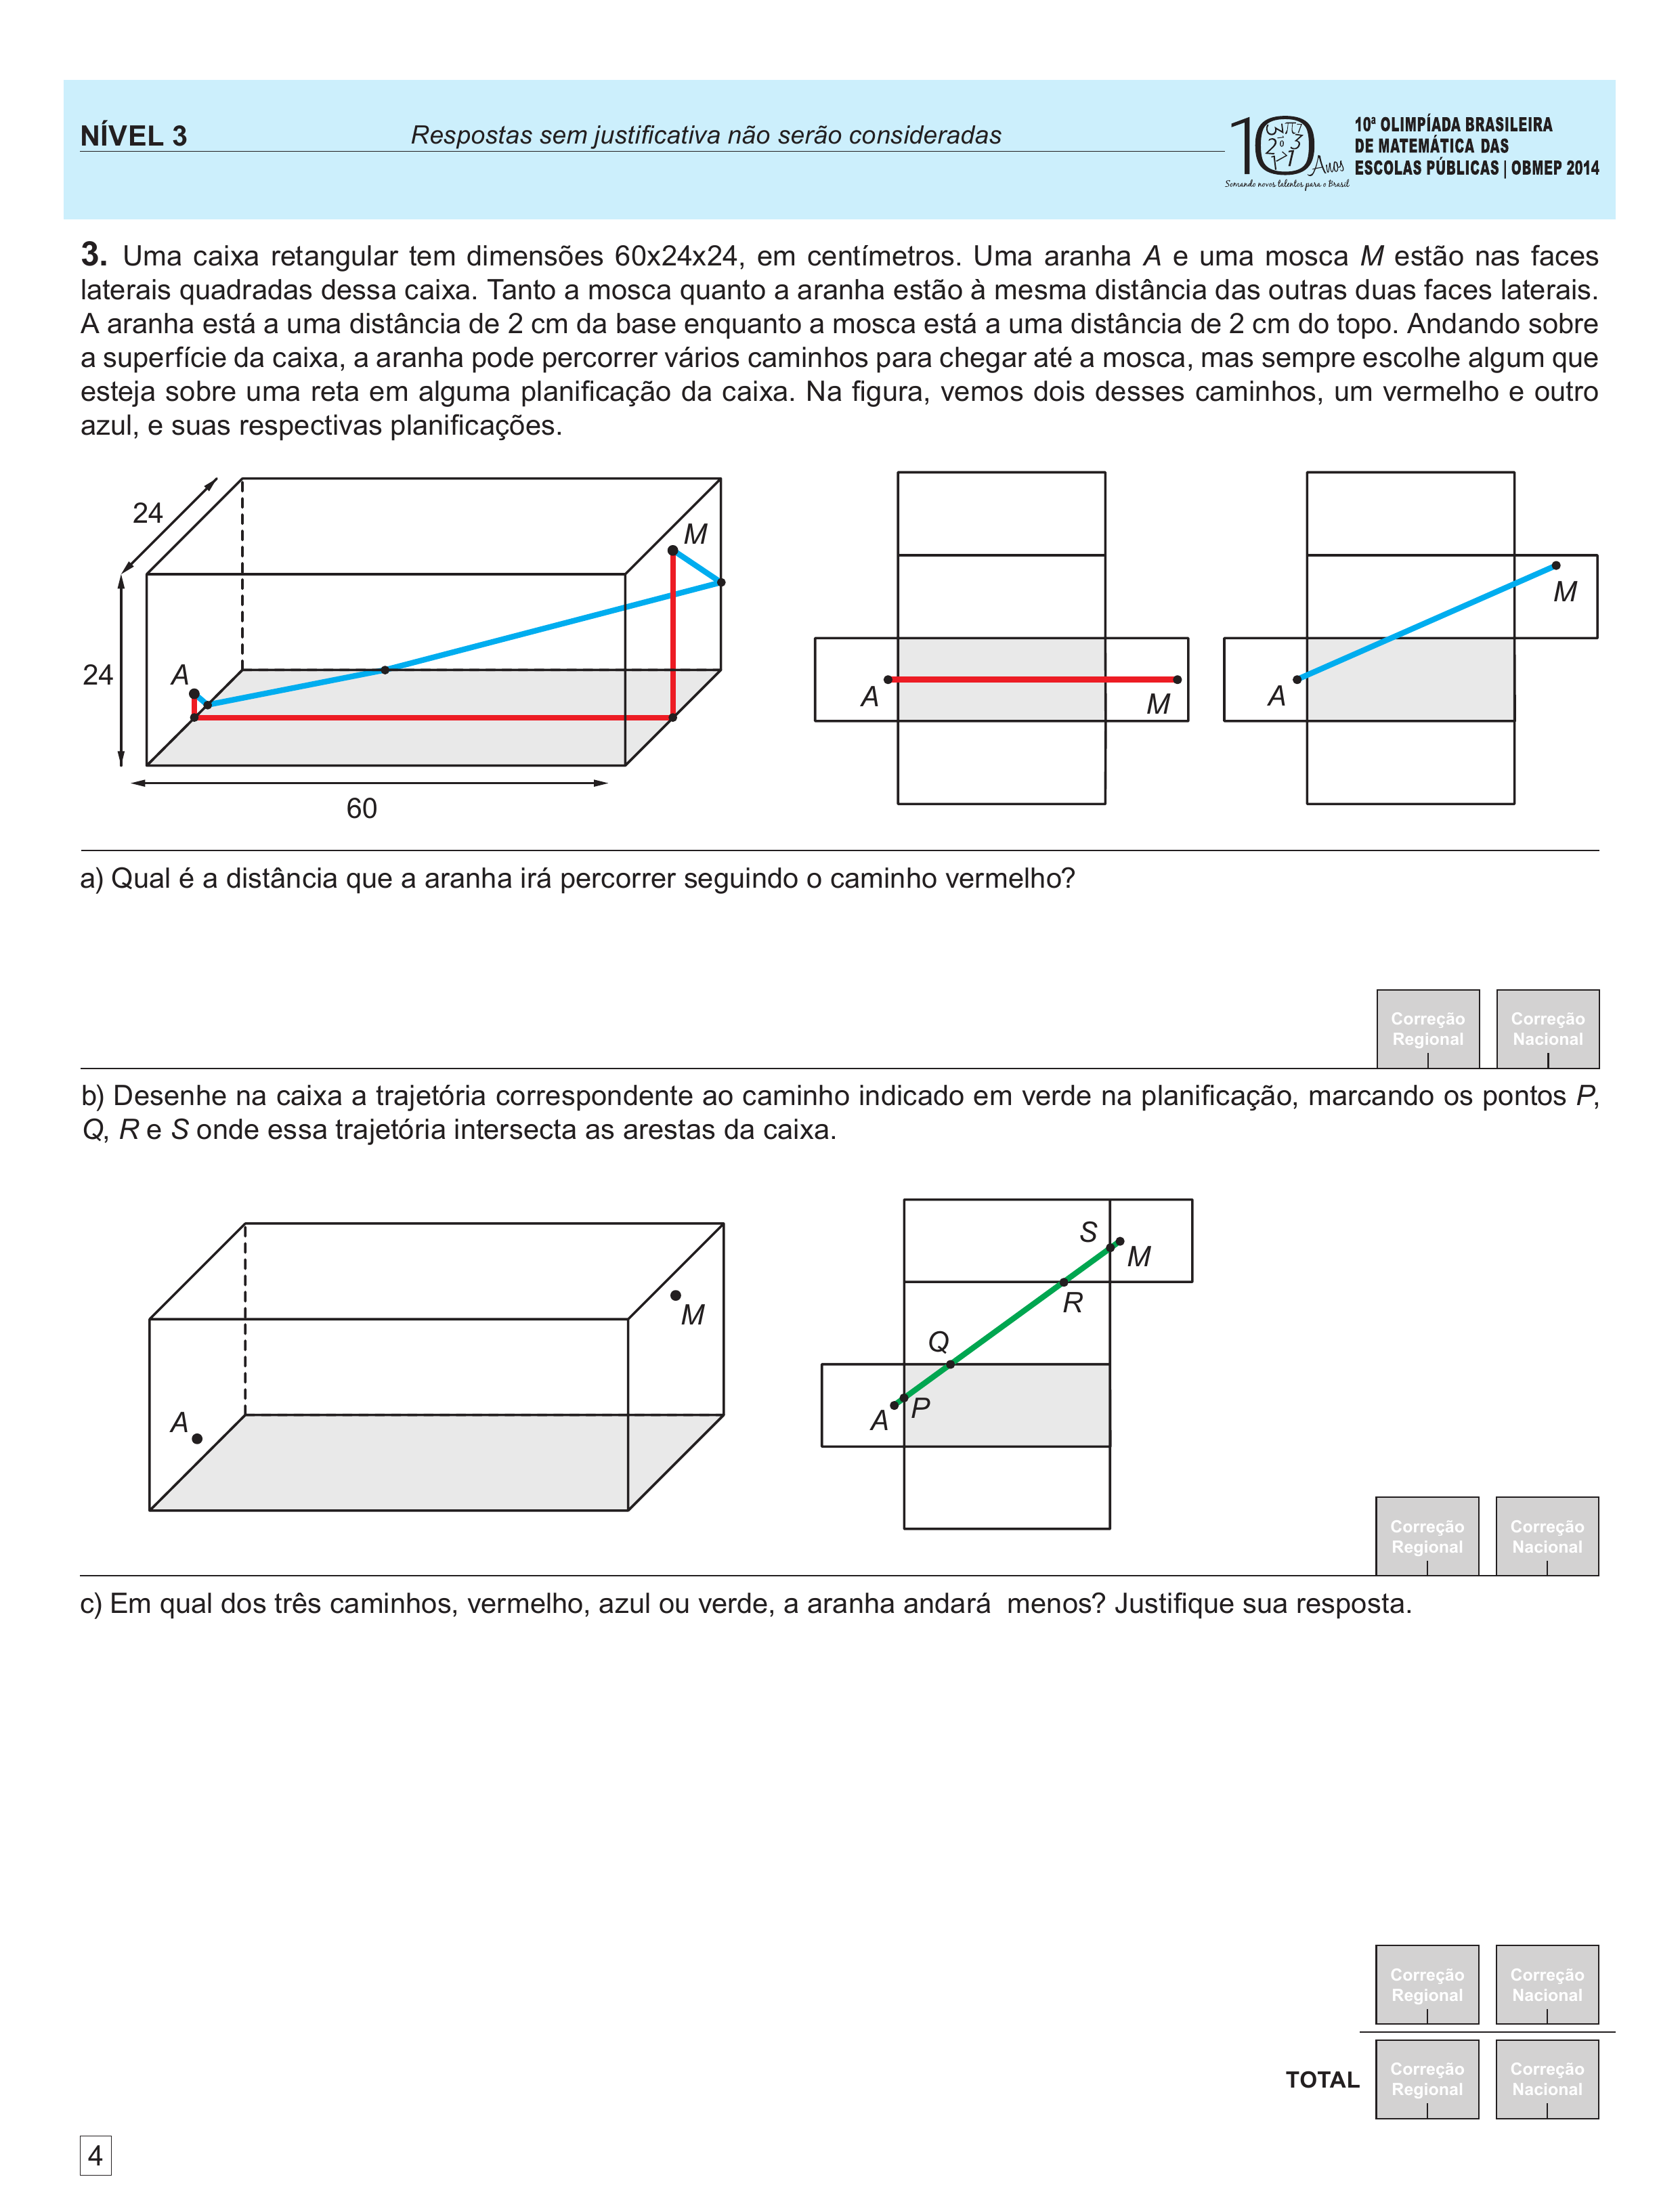 NÍVEL 3
Respostas sem justificativa não serão consideradas
10 Anos
Somando novos talentos para o Brasil
10ª OLIMPÍADA BRASILEIRA
DE MATEMÁTICA DAS
ESCOLAS PÚBLICAS | OBMEP 2014
3. Uma caixa retangular tem dimensões 60x24x24, em centímetros. Uma aranha A e uma mosca M estão nas faces
laterais quadradas dessa caixa. Tanto a mosca quanto a aranha estão à mesma distância das outras duas faces laterais.
A aranha está a uma distância de 2 cm da base enquanto a mosca está a uma distância de 2 cm do topo. Andando sobre
a superfície da caixa, a aranha pode percorrer vários caminhos para chegar até a mosca, mas sempre escolhe algum que
esteja sobre uma reta em alguma planificação da caixa. Na figura, vemos dois desses caminhos, um vermelho e outro
azul, e suas respectivas planificações.
24
M
A
24
60
A
M
M
A
a) Qual é a distância que a aranha irá percorrer seguindo o caminho vermelho?
Correção
Regional
Correção
Nacional
b) Desenhe na caixa a trajetória correspondente ao caminho indicado em verde na planificação, marcando os pontos P,
Q, R e S onde essa trajetória intersecta as arestas da caixa.
M
A
S
M
R
Q
P
A
Correção
Regional
Correção
Nacional
c) Em qual dos três caminhos, vermelho, azul ou verde, a aranha andará menos? Justifique sua resposta.
Correção
Regional
Correção
Nacional
TOTAL
Correção
Regional
Correção
Nacional
4